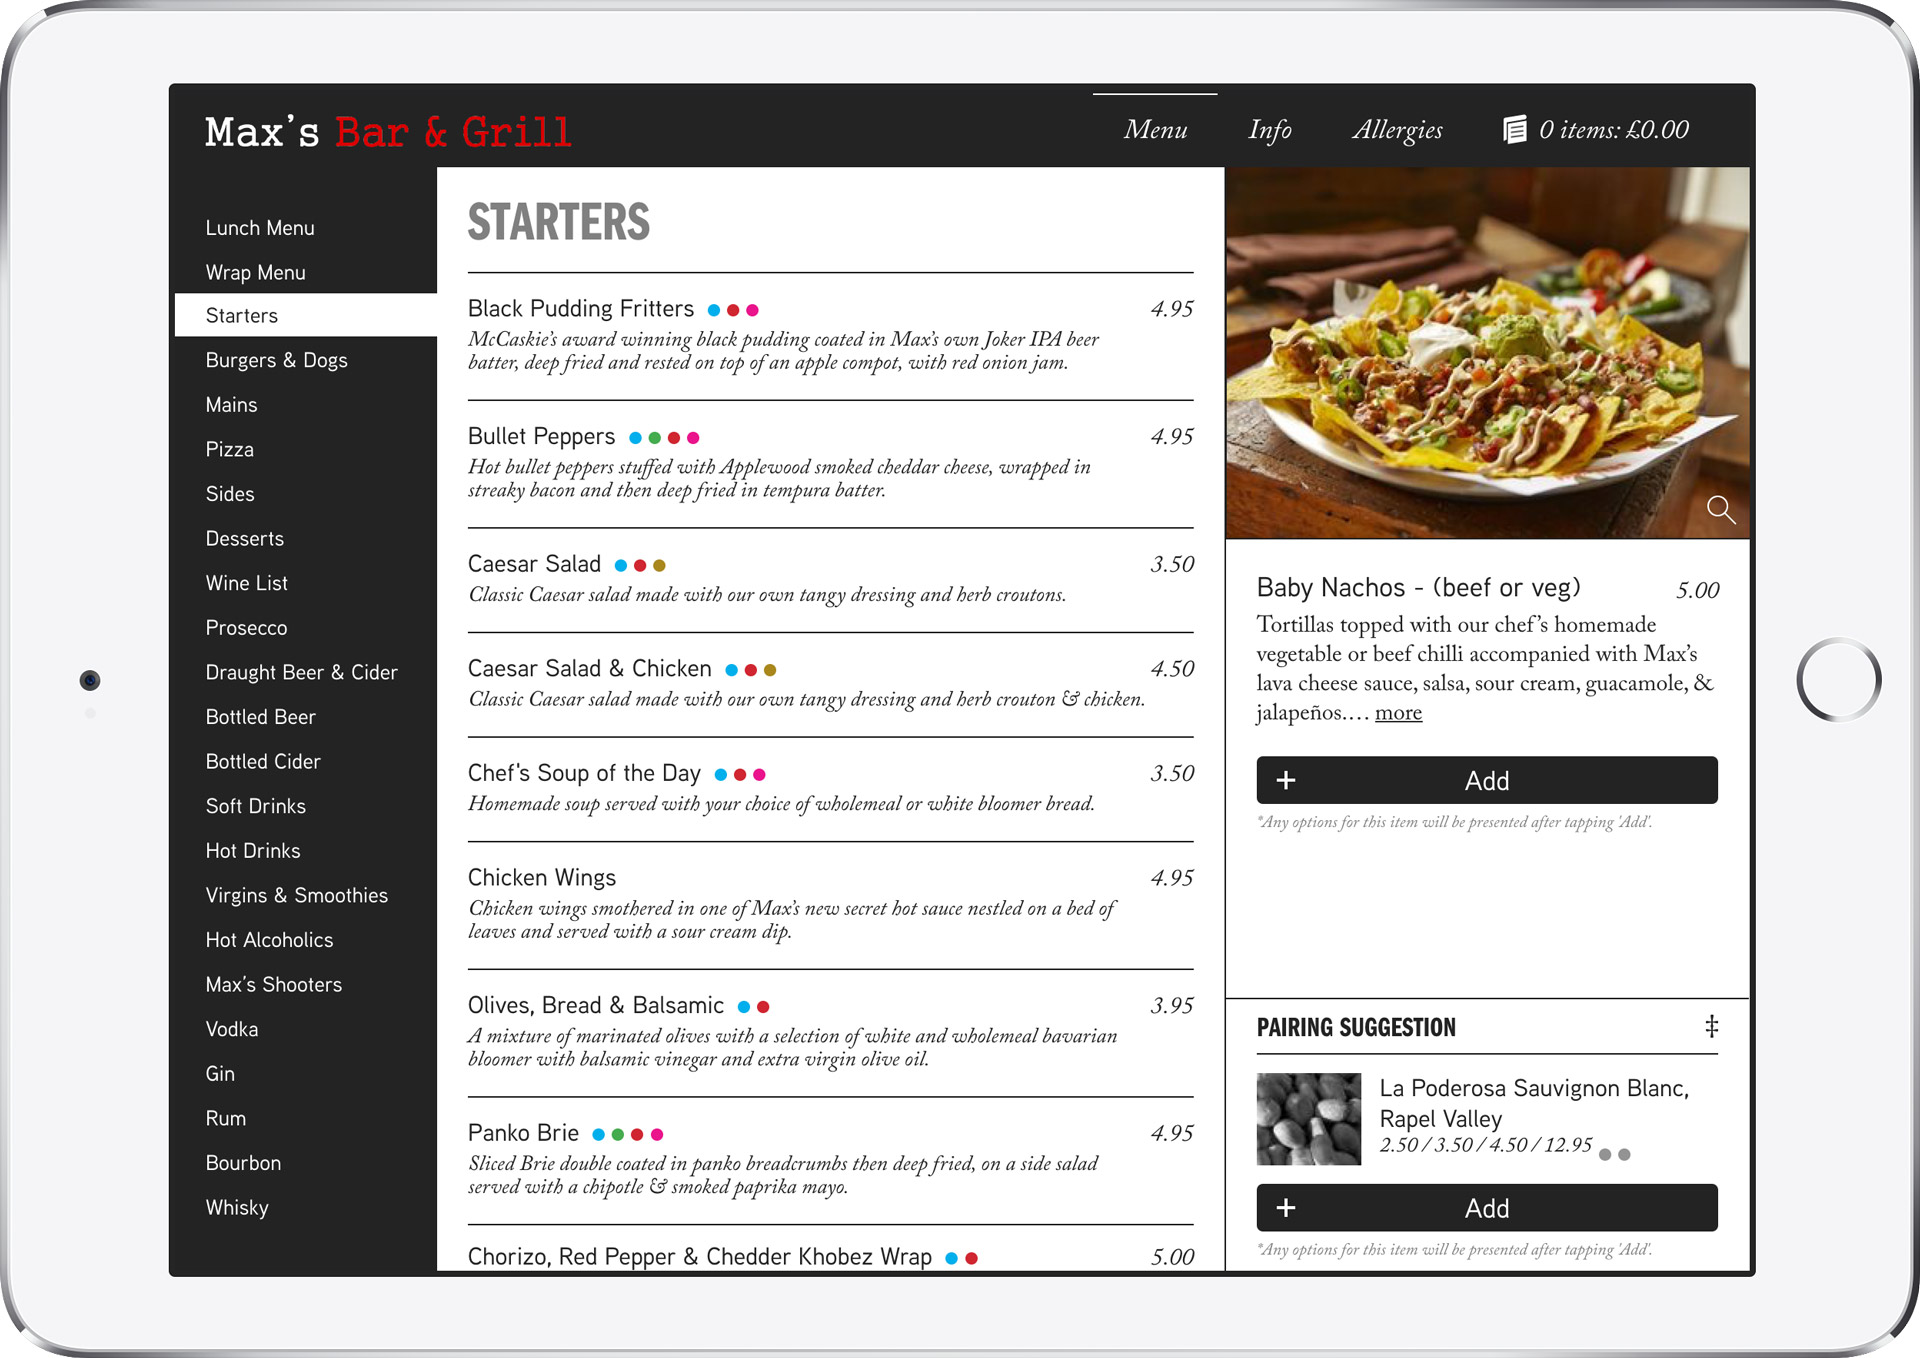 Max's Bar & Grill
Menu
Info
Allergies
0 items: £0.00
Lunch Menu
Wrap Menu
Starters
Burgers & Dogs
Mains
Pizza
Sides
Desserts
Wine List
Prosecco
Draught Beer & Cider
Bottled Beer
Bottled Cider
Soft Drinks
Hot Drinks
Virgins & Smoothies
Hot Alcoholics
Max's Shooters
Vodka
Gin
Rum
Bourbon
Whisky
STARTERS
Black Pudding Fritters 4.95
McCaskie's award winning black pudding coated in Max's own Joker IPA beer
batter, deep fried and rested on top of an apple compot, with red onion jam.
Bullet Peppers 4.95
Hot bullet peppers stuffed with Applewood smoked cheddar cheese, wrapped in
streaky bacon and then deep fried in tempura batter.
Caesar Salad 3.50
Classic Caesar salad made with our own tangy dressing and herb croutons.
Caesar Salad & Chicken 4.50
Classic Caesar salad made with our own tangy dressing and herb crouton & chicken.
Chef's Soup of the Day 3.50
Homemade soup served with your choice of wholemeal or white bloomer bread.
Chicken Wings 4.95
Chicken wings smothered in one of Max's new secret hot sauce nestled on a bed of
leaves and served with a sour cream dip.
Olives, Bread & Balsamic 3.95
A mixture of marinated olives with a selection of white and wholemeal bavarian
bloomer with balsamic vinegar and extra virgin olive oil.
Panko Brie 4.95
Sliced Brie double coated in panko breadcrumbs then deep fried, on a side salad
served with a chipotle & smoked paprika mayo.
Chorizo, Red Pepper & Chedder Khobez Wrap 5.00
Baby Nachos - (beef or veg) 5.00
Tortillas topped with our chef's homemade
vegetable or beef chilli accompanied with Max's
lava cheese sauce, salsa, sour cream, guacamole, &
jalapeños.... more
+ Add
*Any options for this item will be presented after tapping 'Add'.
PAIRING SUGGESTION ‡
La Poderosa Sauvignon Blanc,
Rapel Valley
2.50 / 3.50 / 4.50 / 12.95
+ Add
*Any options for this item will be presented after tapping 'Add'.